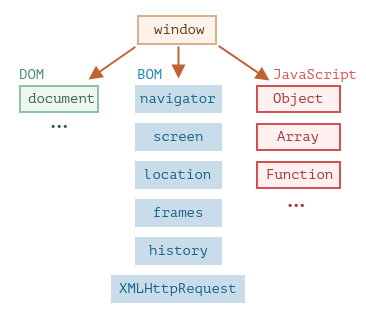 window
DOM
document
...
BOM
navigator
screen
location
frames
history
XMLHttpRequest
JavaScript
Object
Array
Function
...